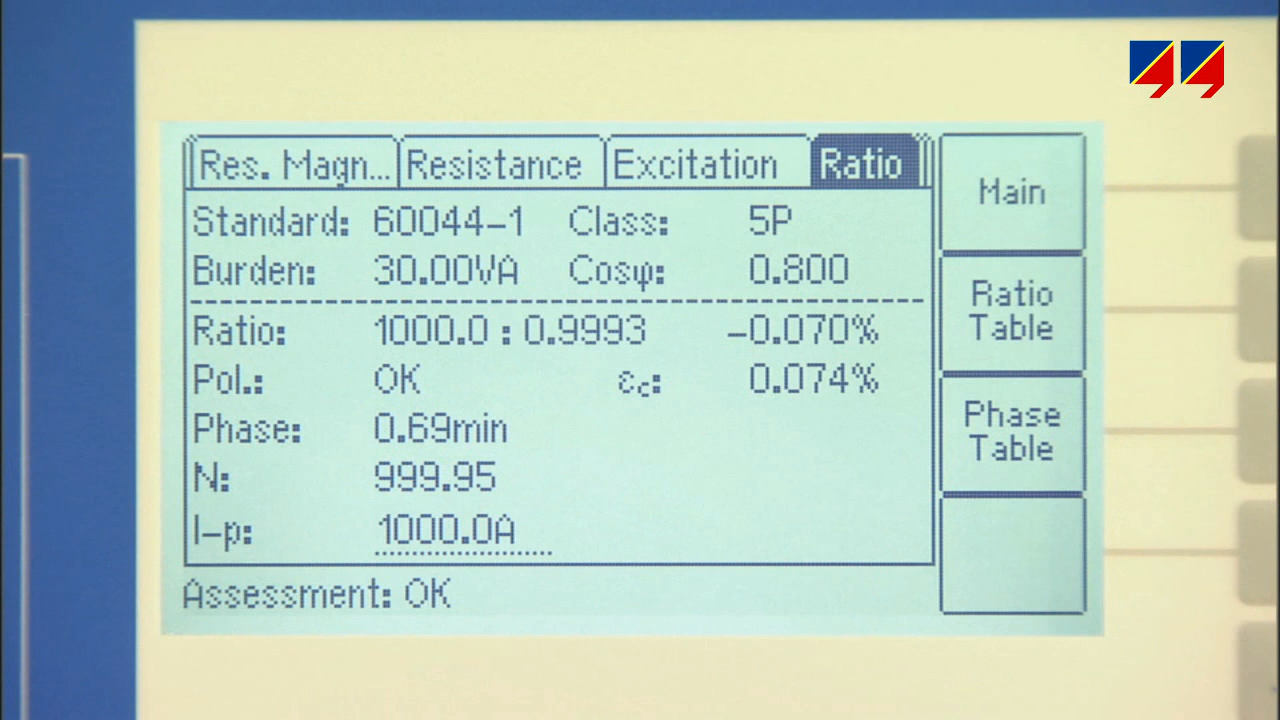 Res. Magn... Resistance Excitation Ratio
Standard: 60044-1 Class: 5P
Burden: 30.00VA Cosφ: 0.800
Ratio: 1000.0 : 0.9993 -0.070%
Pol.: OK εc: 0.074%
Phase: 0.69min
N: 999.95
I-p: 1000.0A
Assessment: OK
Main
Ratio
Table
Phase
Table